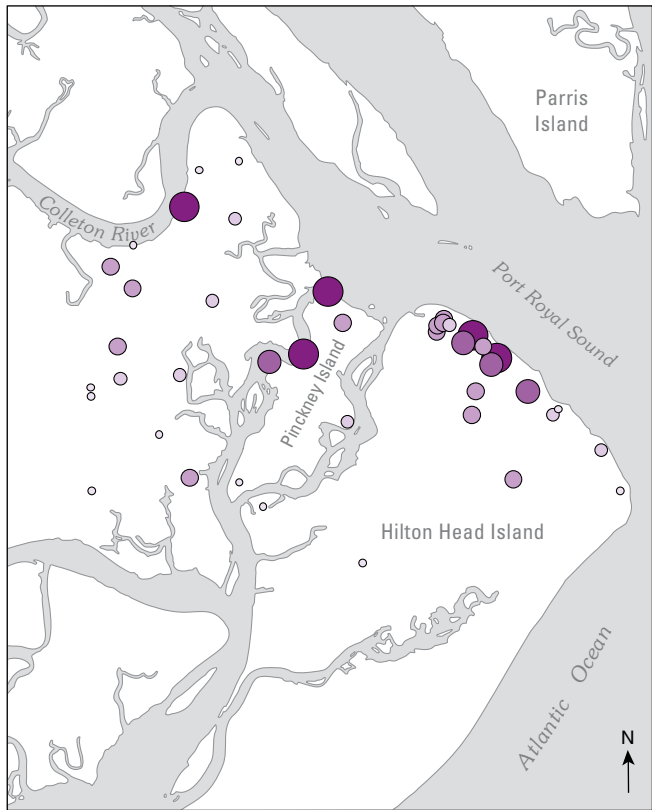 Parris
Island
Colleton River
Port Royal Sound
Pinckney Island
Hilton Head Island
Atlantic Ocean
N